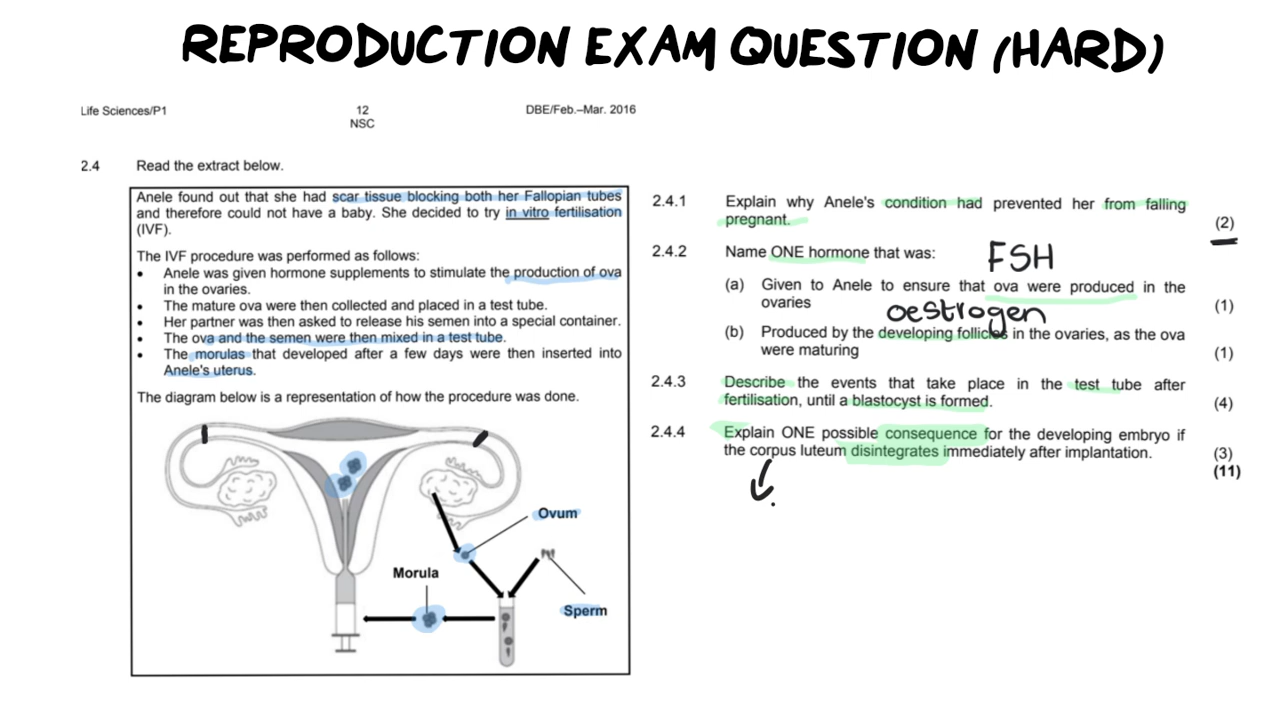 REPRODUCTION EXAM QUESTION (HARD)
Life Sciences/P1
12
NSC
DBE/Feb.–Mar. 2016
2.4 Read the extract below.
Anele found out that she had scar tissue blocking both her Fallopian tubes
and therefore could not have a baby. She decided to try in vitro fertilisation
(IVF).
The IVF procedure was performed as follows:
• Anele was given hormone supplements to stimulate the production of ova
in the ovaries.
• The mature ova were then collected and placed in a test tube.
• Her partner was then asked to release his semen into a special container.
• The ova and the semen were then mixed in a test tube.
• The morulas that developed after a few days were then inserted into
Anele's uterus.
The diagram below is a representation of how the procedure was done.
Ovum
Morula
Sperm
2.4.1 Explain why Anele's condition had prevented her from falling
pregnant. (2)
2.4.2 Name ONE hormone that was:
FSH
(a) Given to Anele to ensure that ova were produced in the
ovaries (1)
oestrogen
(b) Produced by the developing follicles in the ovaries, as the ova
were maturing (1)
2.4.3 Describe the events that take place in the test tube after
fertilisation, until a blastocyst is formed. (4)
2.4.4 Explain ONE possible consequence for the developing embryo if
the corpus luteum disintegrates immediately after implantation. (3)
(11)